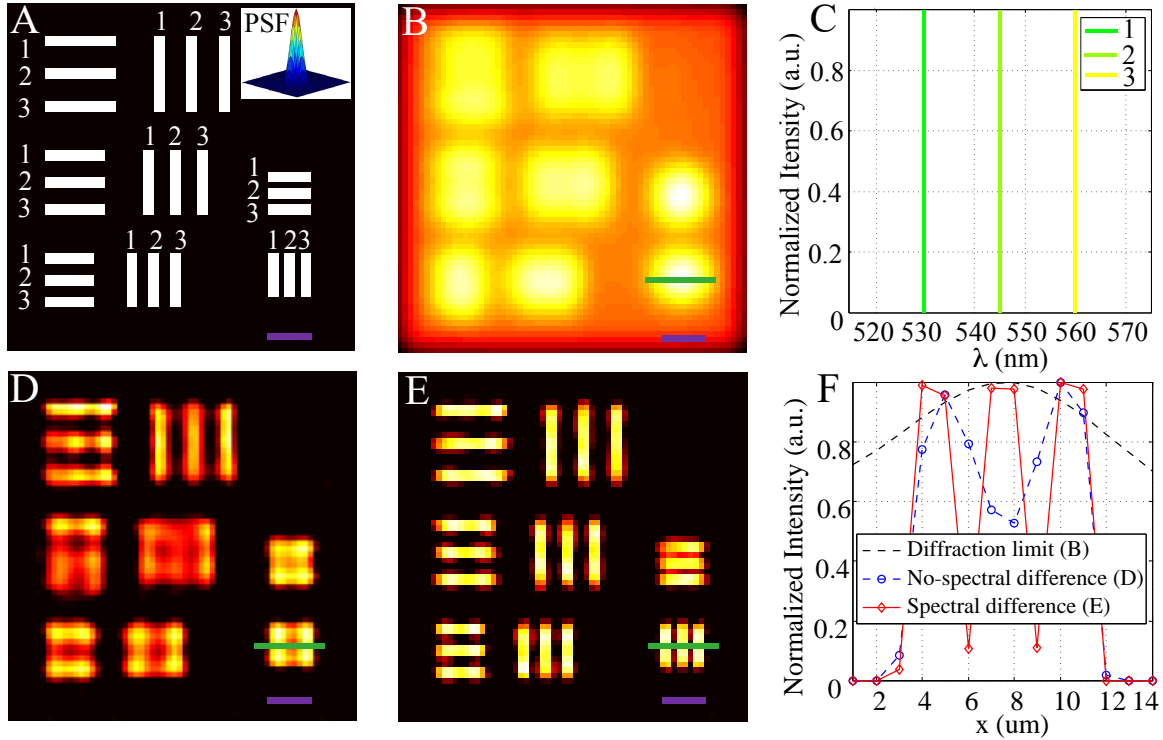 A
PSF
1 2 3
1
2
3
1 2 3
1
2
3
1
2
3
1 2 3
1
2
3
1 2 3
B
C
Normalized Itensity (a.u.)
0.8
0.6
0.4
0.2
0
520 530 540 550 560 570
λ (nm)
1
2
3
D
E
F
Normalized Intensity (a.u.)
0.8
0.4
0.2
0
2 4 6 8 10 12 14
x (um)
Diffraction limit (B)
No-spectral difference (D)
Spectral difference (E)